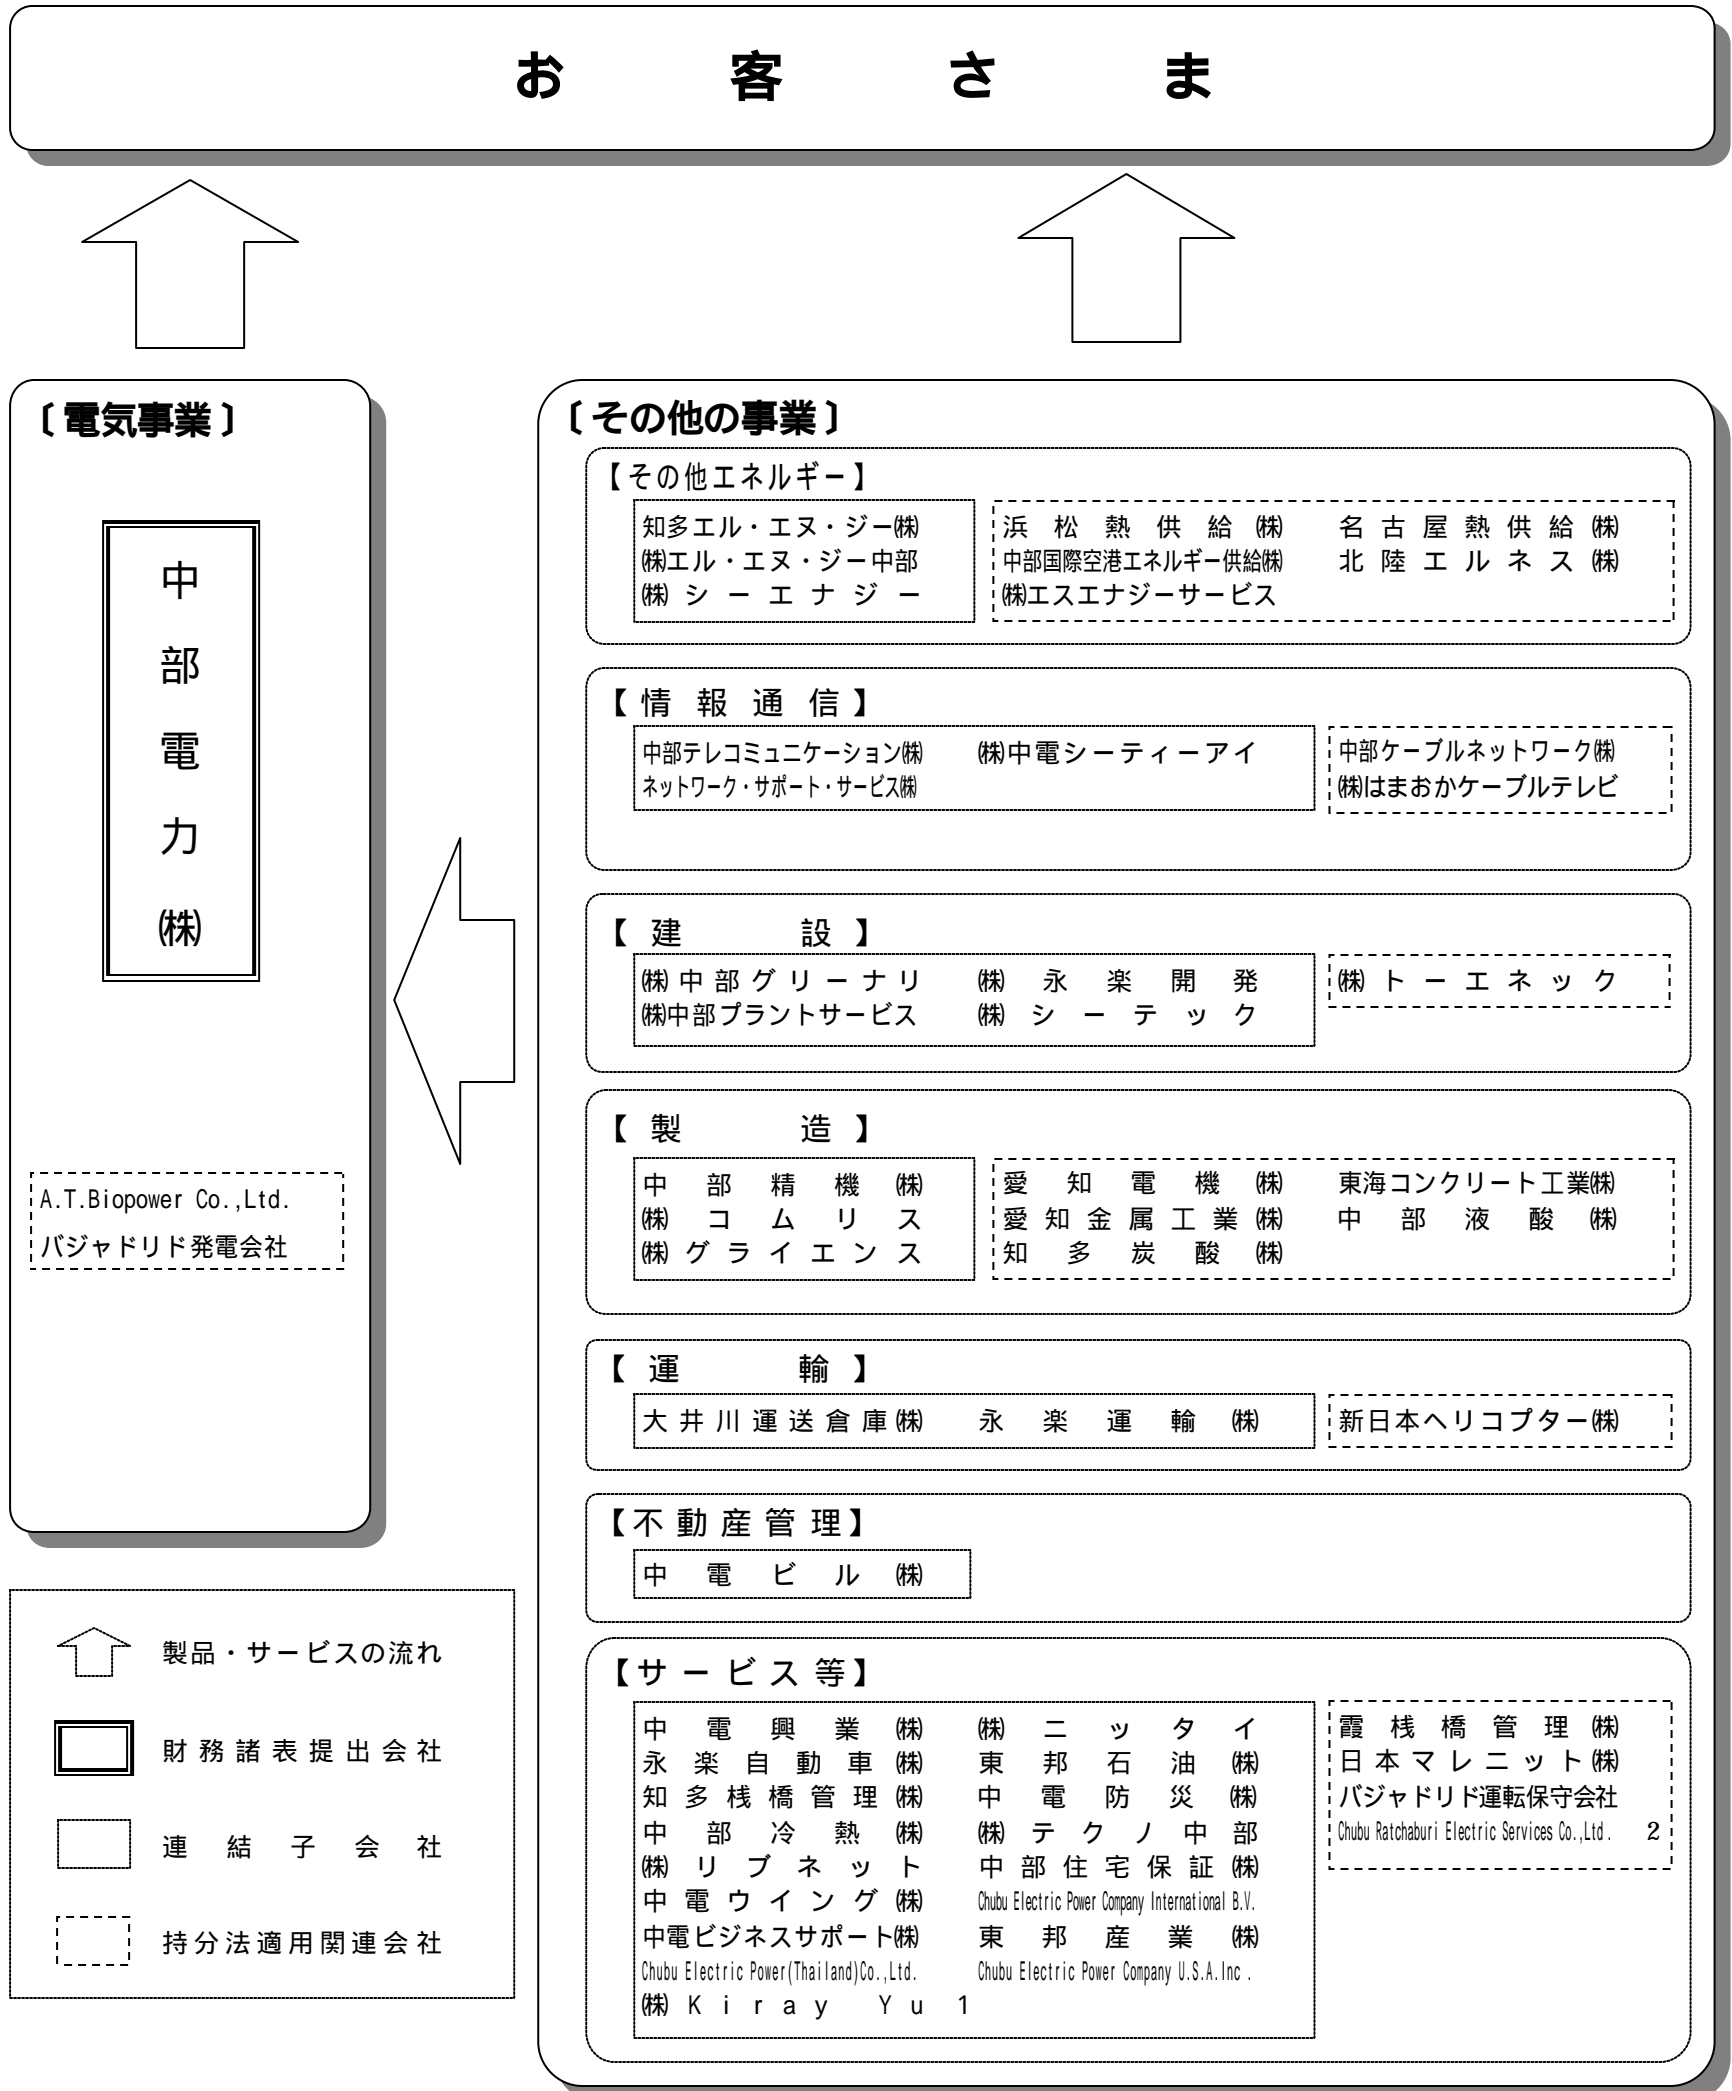 お客さま
〔電気事業〕
中部電力㈱
A.T.Biopower Co.,Ltd.
バジャドリド発電会社
製品・サービスの流れ
財務諸表提出会社
連結子会社
持分法適用関連会社
〔その他の事業〕
【その他エネルギー】
知多エル・エヌ・ジー㈱
㈱エル・エヌ・ジー中部
㈱シーエナジー
浜松熱供給㈱ 名古屋熱供給㈱
中部国際空港エネルギー供給㈱ 北陸エルネス㈱
㈱エスエナジーサービス
【情報通信】
中部テレコミュニケーション㈱ ㈱中電シーティーアイ
ネットワーク・サポート・サービス㈱
中部ケーブルネットワーク㈱
㈱はまおかケーブルテレビ
【建設】
㈱中部グリーナリ ㈱永楽開発
㈱中部プラントサービス ㈱シーテック
㈱トーエネック
【製造】
中部精機㈱
㈱コムリス
㈱グライエンス
愛知電機㈱ 東海コンクリート工業㈱
愛知金属工業㈱ 中部液酸㈱
知多炭酸㈱
【運輸】
大井川運送倉庫㈱ 永楽運輸㈱
新日本ヘリコプター㈱
【不動産管理】
中電ビル㈱
【サービス等】
中電興業㈱ ㈱ニッタイ
永楽自動車㈱ 東邦石油㈱
知多桟橋管理㈱ 中電防災㈱
中部冷熱㈱ ㈱テクノ中部
㈱リブネット 中部住宅保証㈱
中電ウイング㈱ Chubu Electric Power Company International B.V.
中電ビジネスサポート㈱ 東邦産業㈱
Chubu Electric Power(Thailand)Co.,Ltd. Chubu Electric Power Company U.S.A.Inc.
㈱Kiray Yu 1
霞桟橋管理㈱
日本マレニット㈱
バジャドリド運転保守会社
Chubu Ratchaburi Electric Services Co.,Ltd. 2